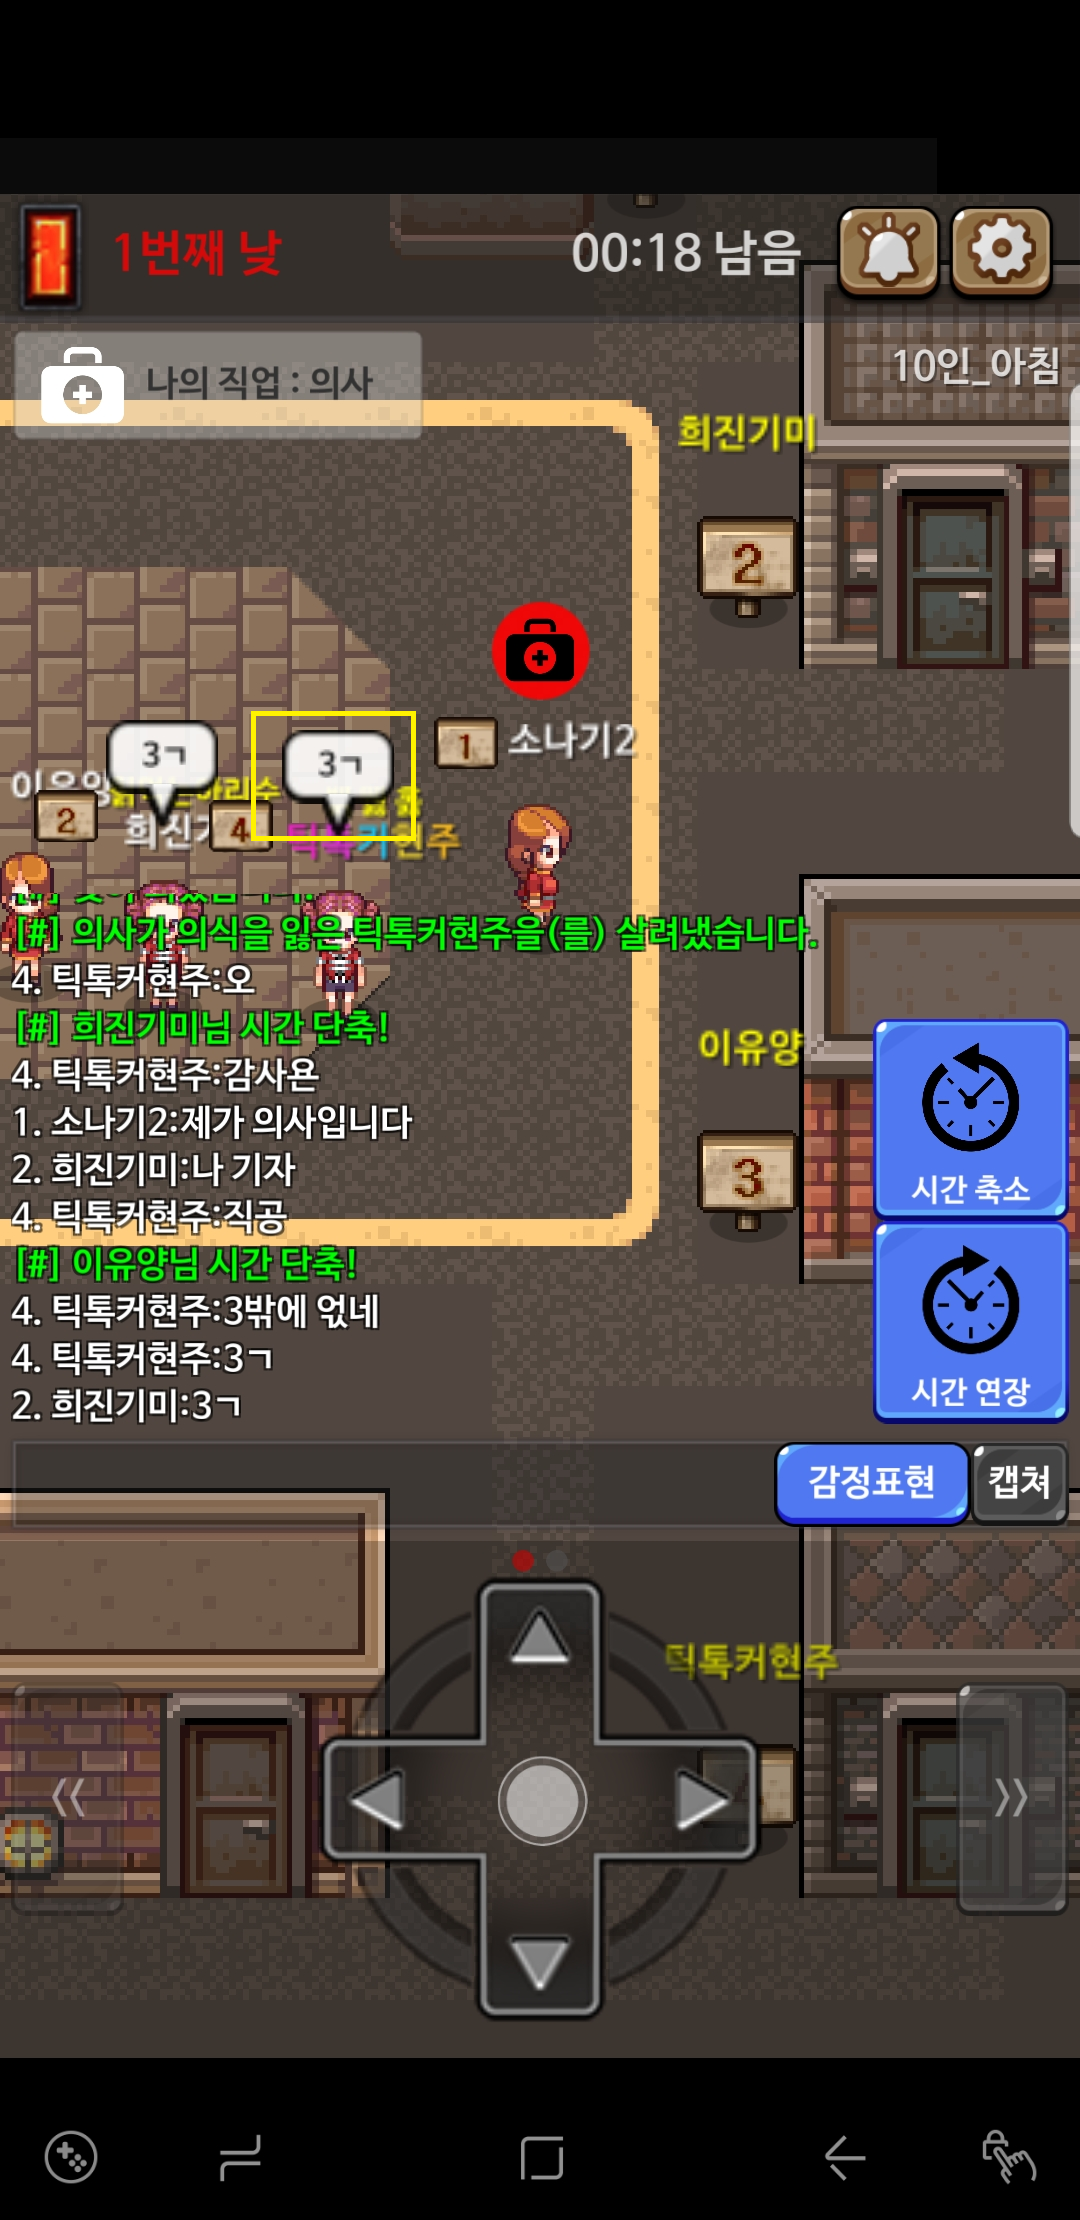 1번째 낮
00:18 남음
나의 직업 : 의사
10인_아침
희진기미
2
3ㄱ
3ㄱ
1
소나기2
2
4
틱톡커현주
[#] 의사가 의식을 잃은 틱톡커현주을(를) 살려냈습니다.
4. 틱톡커현주:오
[#] 희진기미님 시간 단축!
4. 틱톡커현주:감사욘
1. 소나기2:제가 의사입니다
2. 희진기미:나 기자
4. 틱톡커현주:직공
[#] 이유양님 시간 단축!
4. 틱톡커현주:3밖에 없네
4. 틱톡커현주:3ㄱ
2. 희진기미:3ㄱ
이유양
3
시간 축소
시간 연장
감정표현
캡쳐
틱톡커현주